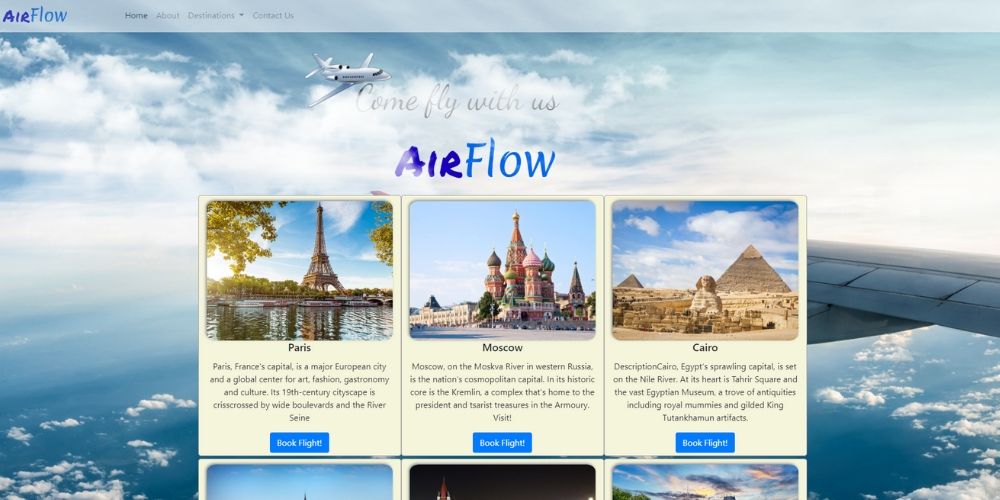 AirFlow Home About Destinations Contact Us
Come fly with us
AirFlow
Paris
Paris, France's capital, is a major European city
and a global center for art, fashion, gastronomy
and culture. Its 19th-century cityscape is
crisscrossed by wide boulevards and the River
Seine
Book Flight!
Moscow
Moscow, on the Moskva River in western Russia,
is the nation's cosmopolitan capital. In its historic
core is the Kremlin, a complex that's home to the
president and tsarist treasures in the Armoury.
Visit!
Book Flight!
Cairo
DescriptionCairo, Egypt's sprawling capital, is set
on the Nile River. At its heart is Tahrir Square and
the vast Egyptian Museum, a trove of antiquities
including royal mummies and gilded King
Tutankhamun artifacts.
Book Flight!